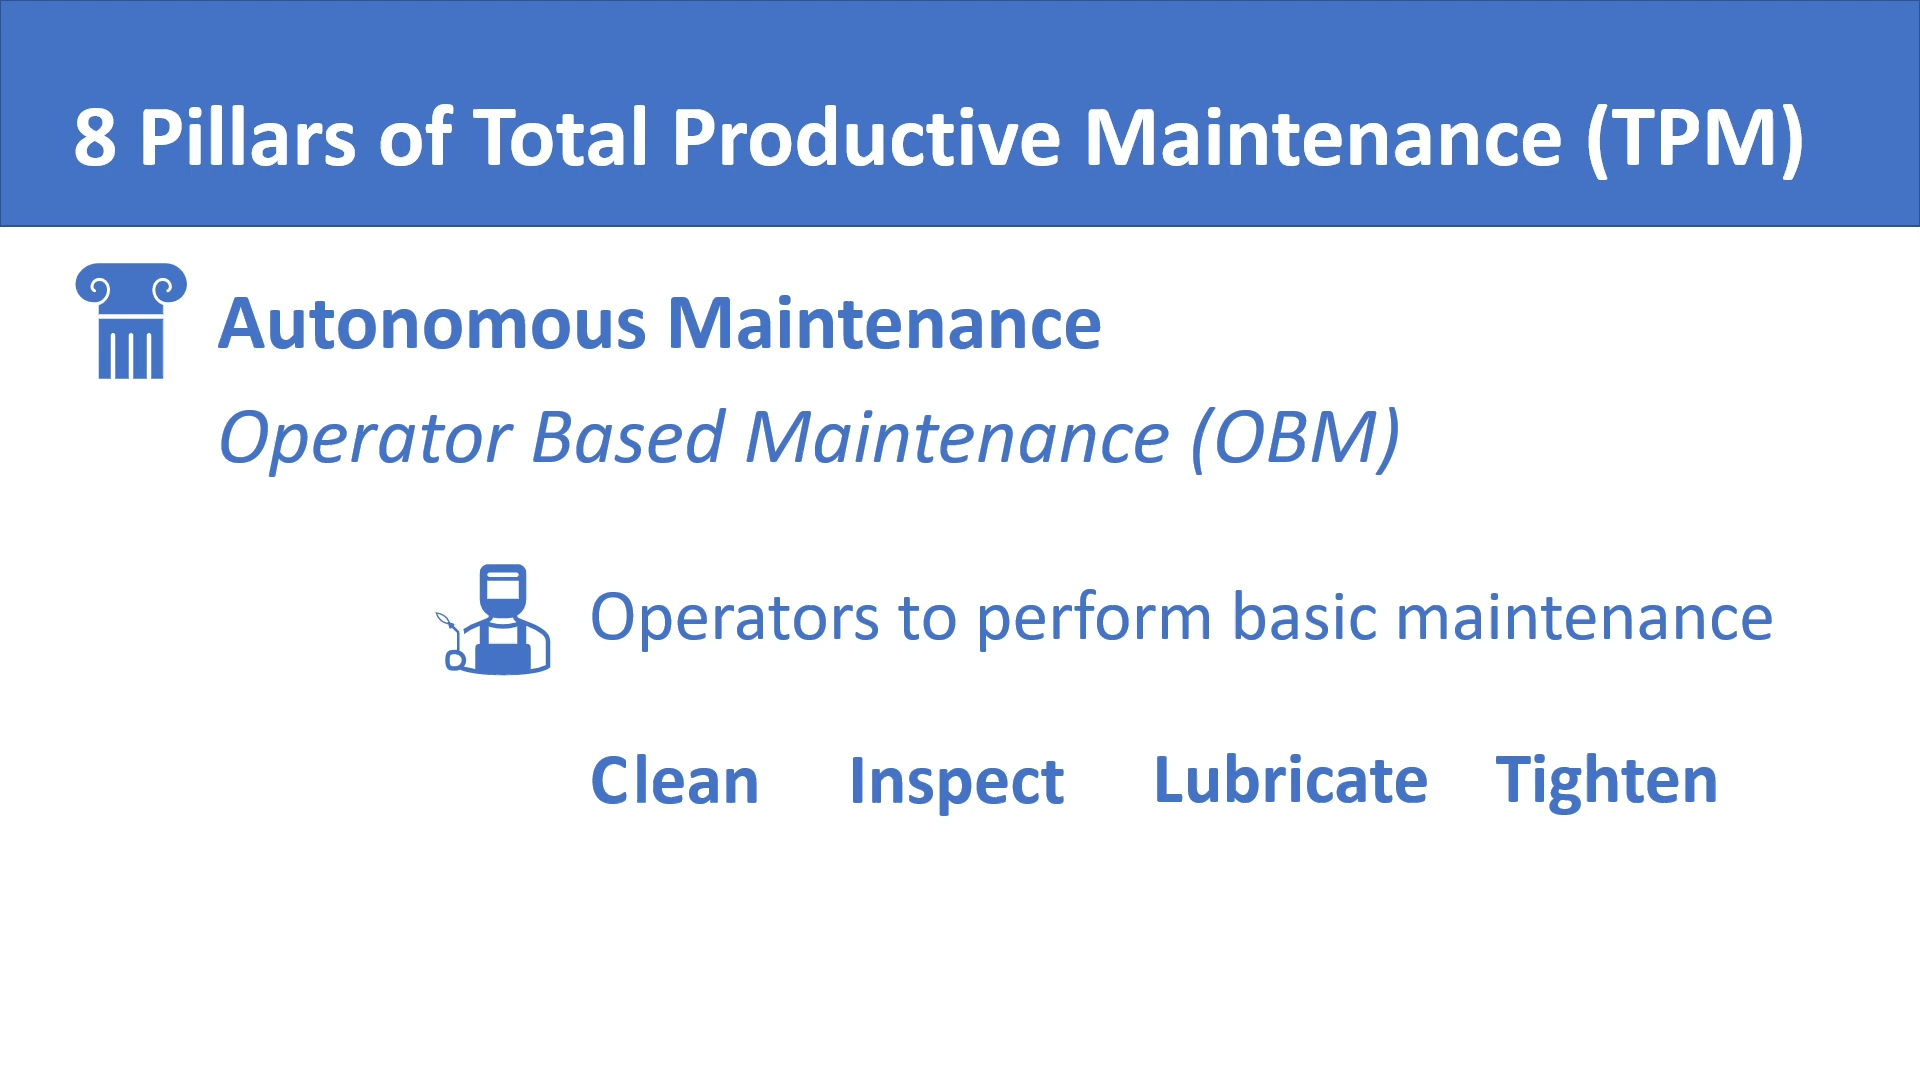 8 Pillars of Total Productive Maintenance (TPM)
Autonomous Maintenance
Operator Based Maintenance (OBM)
Operators to perform basic maintenance
Clean Inspect Lubricate Tighten